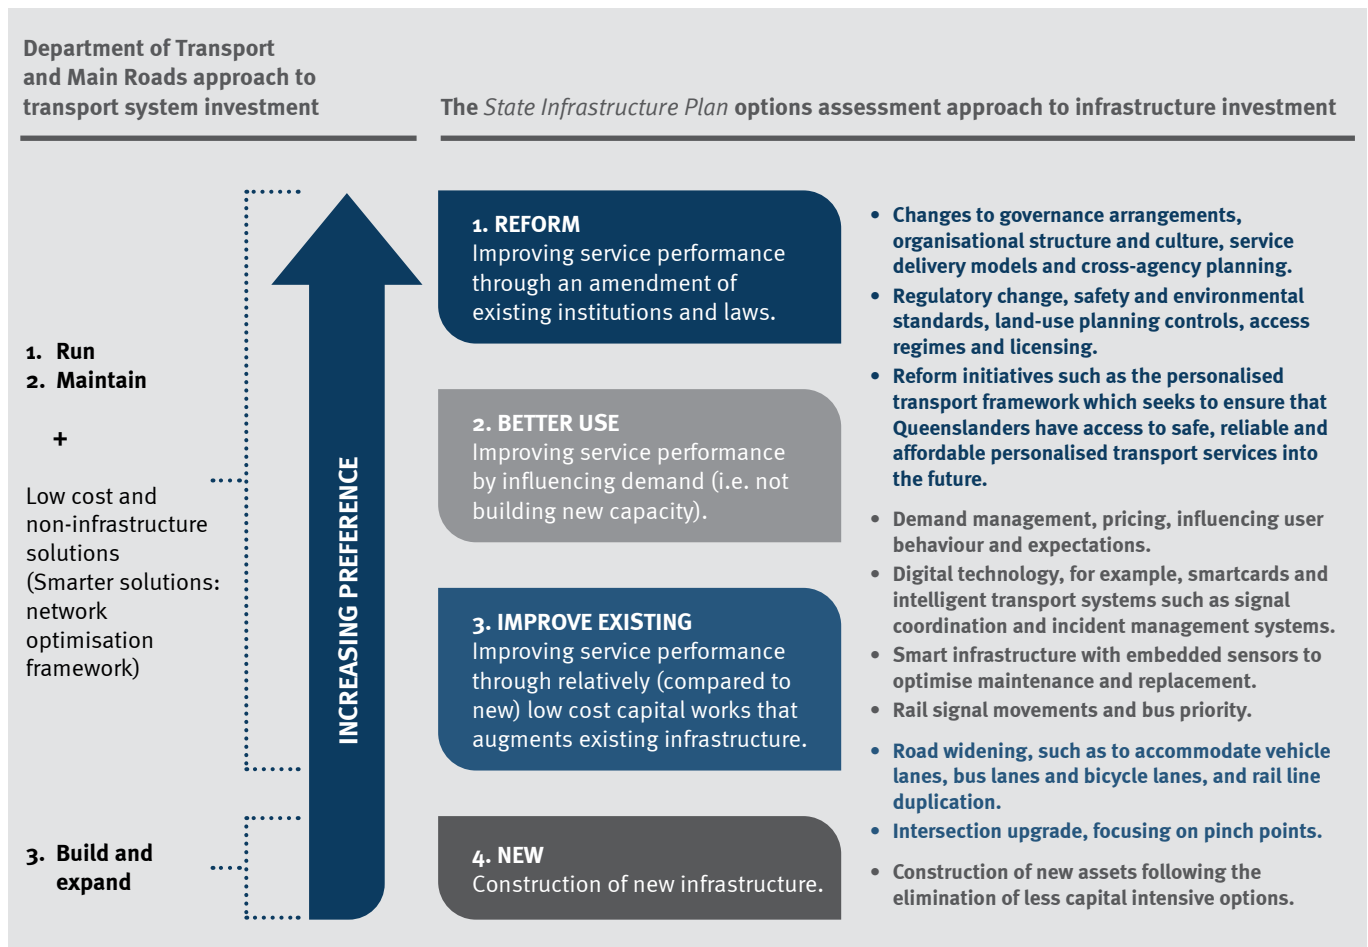 Department of Transport
and Main Roads approach to
transport system investment
The State Infrastructure Plan options assessment approach to infrastructure investment
1. Run
2. Maintain
+
Low cost and
non-infrastructure
solutions
(Smarter solutions:
network
optimisation
framework)
3. Build and
expand
INCREASING PREFERENCE
1. REFORM
Improving service performance
through an amendment of
existing institutions and laws.
2. BETTER USE
Improving service performance
by influencing demand (i.e. not
building new capacity).
3. IMPROVE EXISTING
Improving service performance
through relatively (compared to
new) low cost capital works that
augments existing infrastructure.
4. NEW
Construction of new infrastructure.
• Changes to governance arrangements,
organisational structure and culture, service
delivery models and cross-agency planning.
• Regulatory change, safety and environmental
standards, land-use planning controls, access
regimes and licensing.
• Reform initiatives such as the personalised
transport framework which seeks to ensure that
Queenslanders have access to safe, reliable and
affordable personalised transport services into
the future.
• Demand management, pricing, influencing user
behaviour and expectations.
• Digital technology, for example, smartcards and
intelligent transport systems such as signal
coordination and incident management systems.
• Smart infrastructure with embedded sensors to
optimise maintenance and replacement.
• Rail signal movements and bus priority.
• Road widening, such as to accommodate vehicle
lanes, bus lanes and bicycle lanes, and rail line
duplication.
• Intersection upgrade, focusing on pinch points.
• Construction of new assets following the
elimination of less capital intensive options.